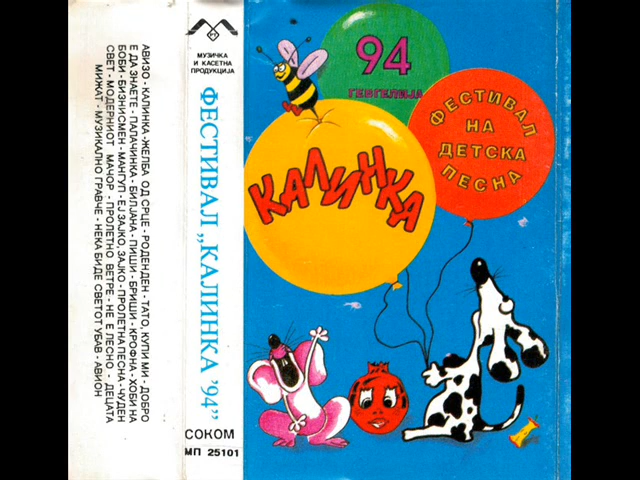 АВИЗО - КАЛИНКА -ЖЕЛБА ОД СРЦЕ - РОДЕНДЕН - ТАТО, КУПИ МИ - ДОБРО
Е ДА ЗНАЕТЕ - ПАЛАЧИНКА - БИЛЈАНА - ПИШИ - БРИШИ - КРОФНА - ХОБИ НА
БОБИ - БИЗНИСМЕН - МАНГУП - ЕЈ ЗАЈКО, ЗАЈКО - ПРОЛЕТНА ПЕСНА - ЧУДЕН
СВЕТ - МОДЕРНИОТ МАЧОР - ПРОЛЕТНО ВЕТРЕ - НЕ Е ЛЕСНО - ДЕЦАТА
МИЖАТ - МУЗИКАЛНО ГРАВЧЕ - НЕКА БИДЕ СВЕТОТ УБАВ - АВИОН
МУЗИЧКА
И КАСЕТНА
ПРОДУКЦИЈА
ФЕСТИВАЛ „КАЛИНКА '94”
СОКОМ
МП 25101
94
ГЕВГЕЛИЈА
ФЕСТИВАЛ
НА
ДЕТСКА
ПЕСНА
КАЛИНКА